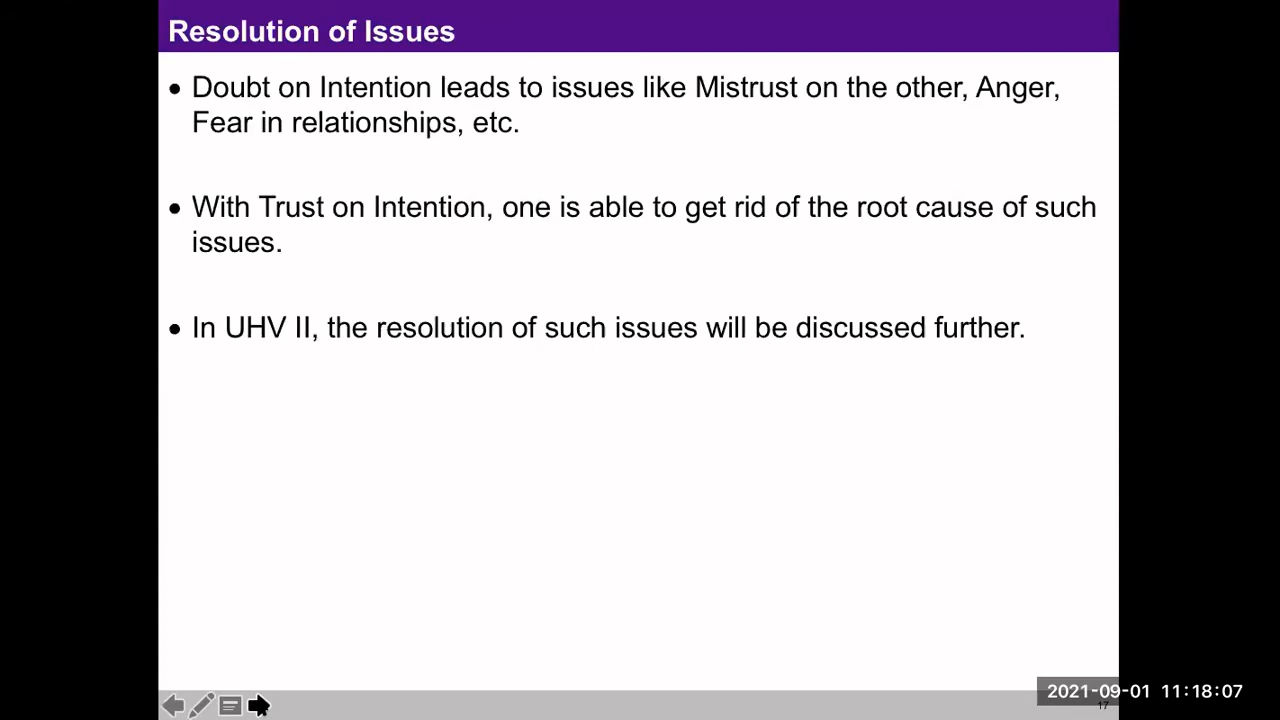 Resolution of Issues
• Doubt on Intention leads to issues like Mistrust on the other, Anger,
Fear in relationships, etc.
• With Trust on Intention, one is able to get rid of the root cause of such
issues.
• In UHV II, the resolution of such issues will be discussed further.
2021-09-01 11:18:07
17